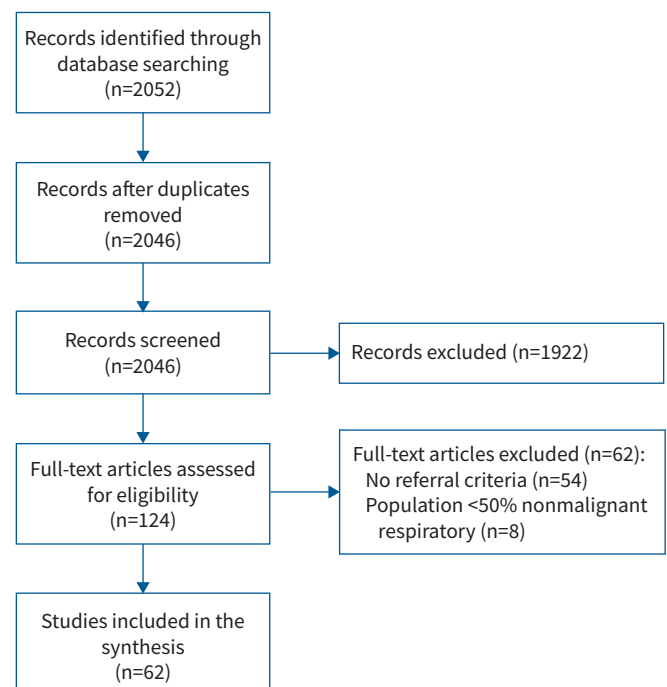 Records identified through
database searching
(n=2052)
Records after duplicates
removed
(n=2046)
Records screened
(n=2046)
Records excluded (n=1922)
Full-text articles assessed
for eligibility
(n=124)
Full-text articles excluded (n=62):
No referral criteria (n=54)
Population <50% nonmalignant
respiratory (n=8)
Studies included in the
synthesis
(n=62)